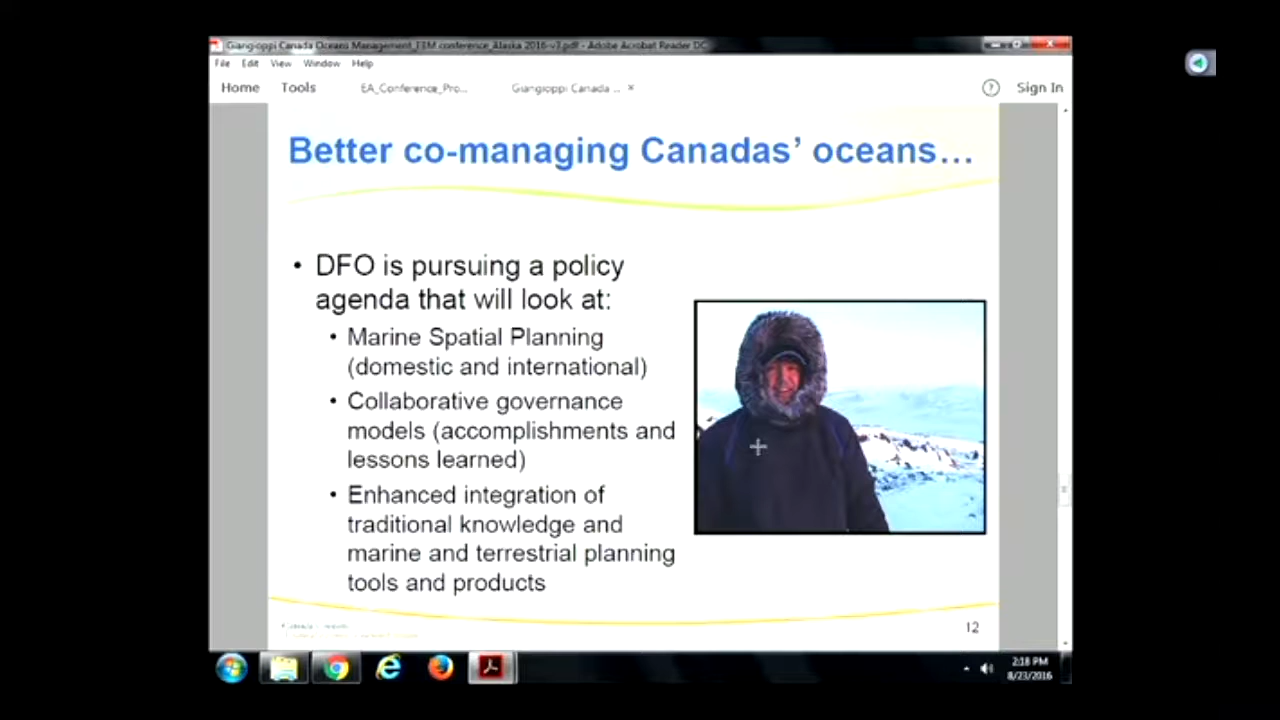 Giangioppi Canada Oceans Management_EBM conference_Alaska 2016-v3.pdf - Adobe Acrobat Reader DC
File Edit View Window Help
Home Tools EA_Conference_Pro... Giangioppi Canada ... × ? Sign In
Better co-managing Canadas’ oceans…
• DFO is pursuing a policy
agenda that will look at:
• Marine Spatial Planning
(domestic and international)
• Collaborative governance
models (accomplishments and
lessons learned)
• Enhanced integration of
traditional knowledge and
marine and terrestrial planning
tools and products
12
2:18 PM
8/23/2016